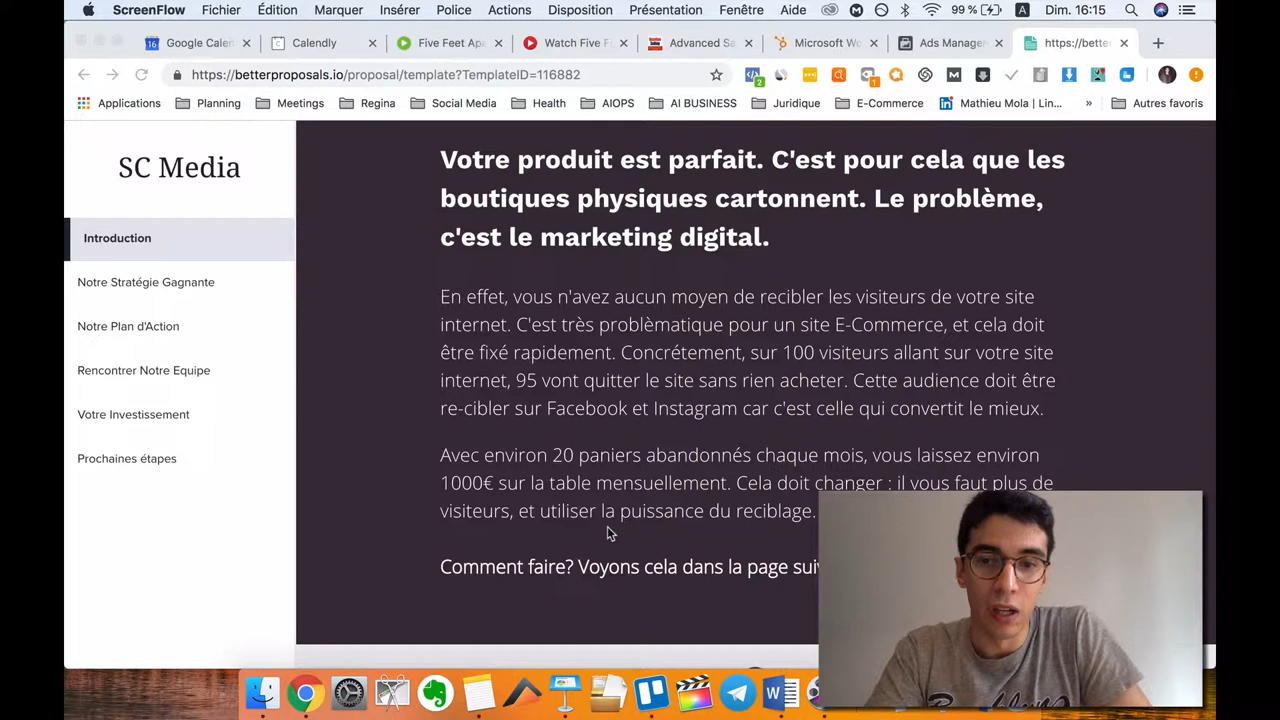 ScreenFlow Fichier Édition Marquer Insérer Police Actions Disposition Présentation Fenêtre Aide 99 % A Dim. 16:15
Google Calen Calendly Five Feet Apa Watch Five F Advanced Sa Microsoft Wo Ads Manage https://bette
https://betterproposals.io/proposal/template?TemplateID=116882
Applications Planning Meetings Regina Social Media Health AIOPS AI BUSINESS Juridique E-Commerce Mathieu Mola | Lin… » Autres favoris
SC Media
Introduction
Notre Stratégie Gagnante
Notre Plan d'Action
Rencontrer Notre Equipe
Votre Investissement
Prochaines étapes
Votre produit est parfait. C'est pour cela que les
boutiques physiques cartonnent. Le problème,
c'est le marketing digital.
En effet, vous n'avez aucun moyen de recibler les visiteurs de votre site
internet. C'est très problèmatique pour un site E-Commerce, et cela doit
être fixé rapidement. Concrétement, sur 100 visiteurs allant sur votre site
internet, 95 vont quitter le site sans rien acheter. Cette audience doit être
re-cibler sur Facebook et Instagram car c'est celle qui convertit le mieux.
Avec environ 20 paniers abandonnés chaque mois, vous laissez environ
1000€ sur la table mensuellement. Cela doit changer : il vous faut plus de
visiteurs, et utiliser la puissance du reciblage.
Comment faire? Voyons cela dans la page sui